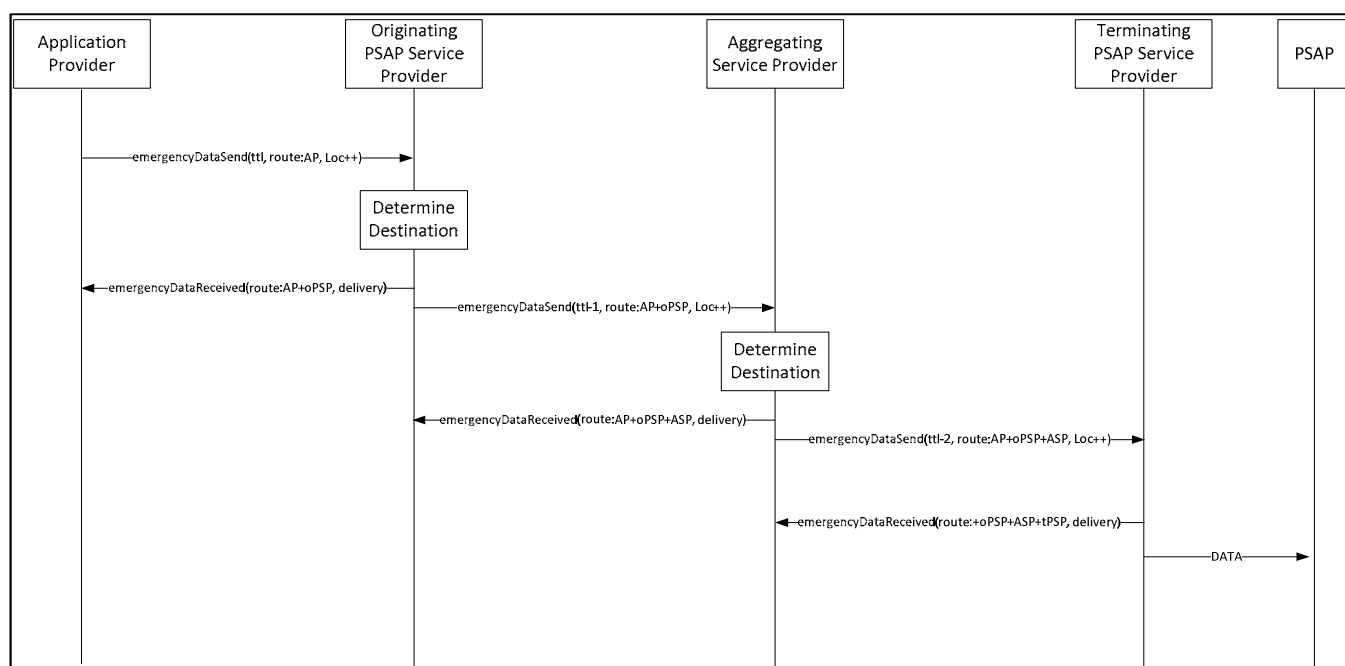 Application
Provider
Originating
PSAP Service
Provider
Aggregating
Service Provider
Terminating
PSAP Service
Provider
PSAP
emergencyDataSend(ttl, route:AP, Loc++)
Determine
Destination
emergencyDataReceived(route:AP+oPSP, delivery)
emergencyDataSend(ttl-1, route:AP+oPSP, Loc++)
Determine
Destination
emergencyDataReceived(route:AP+oPSP+ASP, delivery)
emergencyDataSend(ttl-2, route:AP+oPSP+ASP, Loc++)
emergencyDataReceived(route:+oPSP+ASP+tPSP, delivery)
DATA